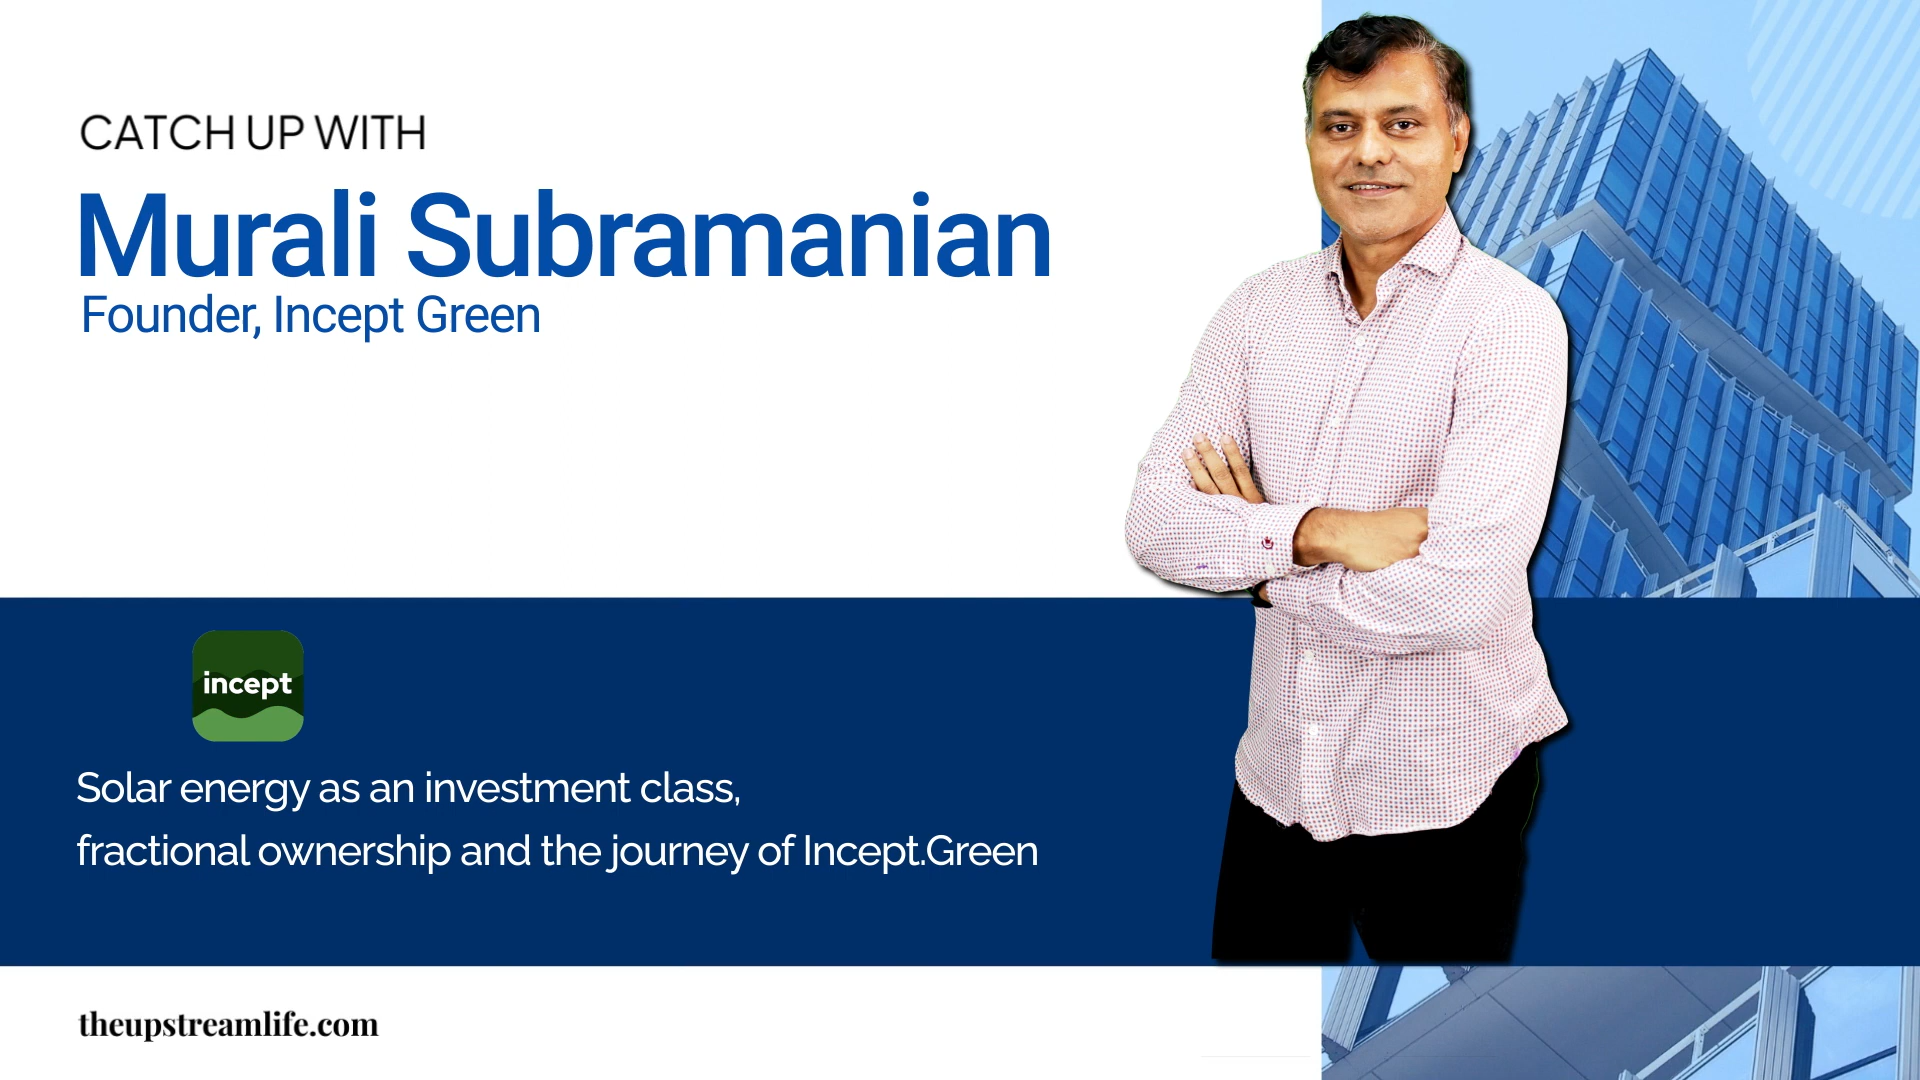 CATCH UP WITH
Murali Subramanian
Founder, Incept Green
incept
Solar energy as an investment class,
fractional ownership and the journey of Incept.Green
theupstreamlife.com